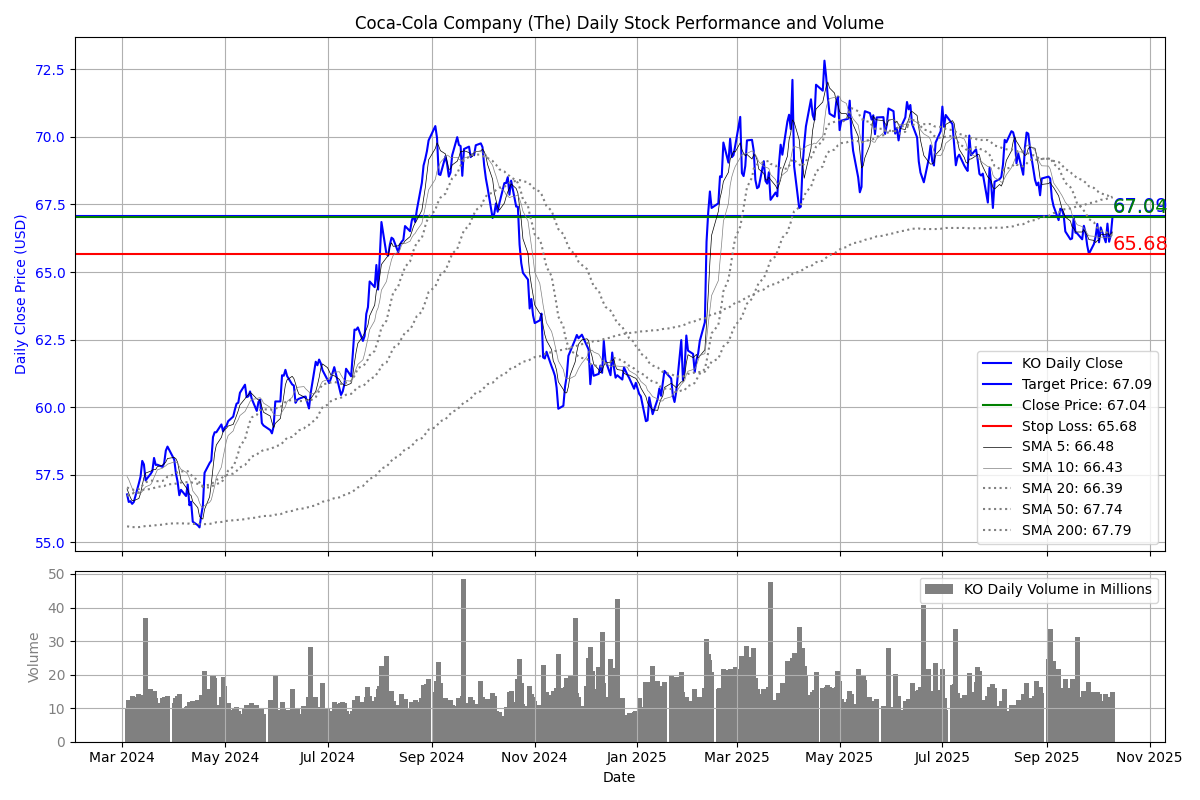 Coca-Cola Company (The) Daily Stock Performance and Volume
Daily Close Price (USD)
72.5
70.0
67.5
65.0
62.5
60.0
57.5
55.0
67.09
67.04
65.68
KO Daily Close
Target Price: 67.09
Close Price: 67.04
Stop Loss: 65.68
SMA 5: 66.48
SMA 10: 66.43
SMA 20: 66.39
SMA 50: 67.74
SMA 200: 67.79
Volume
50
40
30
20
10
0
KO Daily Volume in Millions
Mar 2024
May 2024
Jul 2024
Sep 2024
Nov 2024
Jan 2025
Mar 2025
May 2025
Jul 2025
Sep 2025
Nov 2025
Date